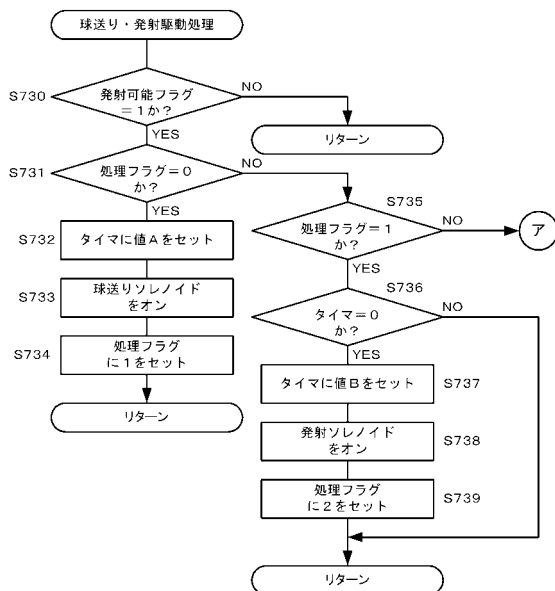 球送り・発射駆動処理
S730
発射可能フラグ
=1か?
NO
YES
リターン
S731
処理フラグ=0
か?
NO
YES
S732
タイマに値Aをセット
S733
球送りソレノイド
をオン
S734
処理フラグ
に1をセット
リターン
S735
処理フラグ=1
か?
NO
ア
YES
S736
タイマ=0
か?
NO
YES
タイマに値Bをセット
S737
発射ソレノイド
をオン
S738
処理フラグ
に2をセット
S739
リターン